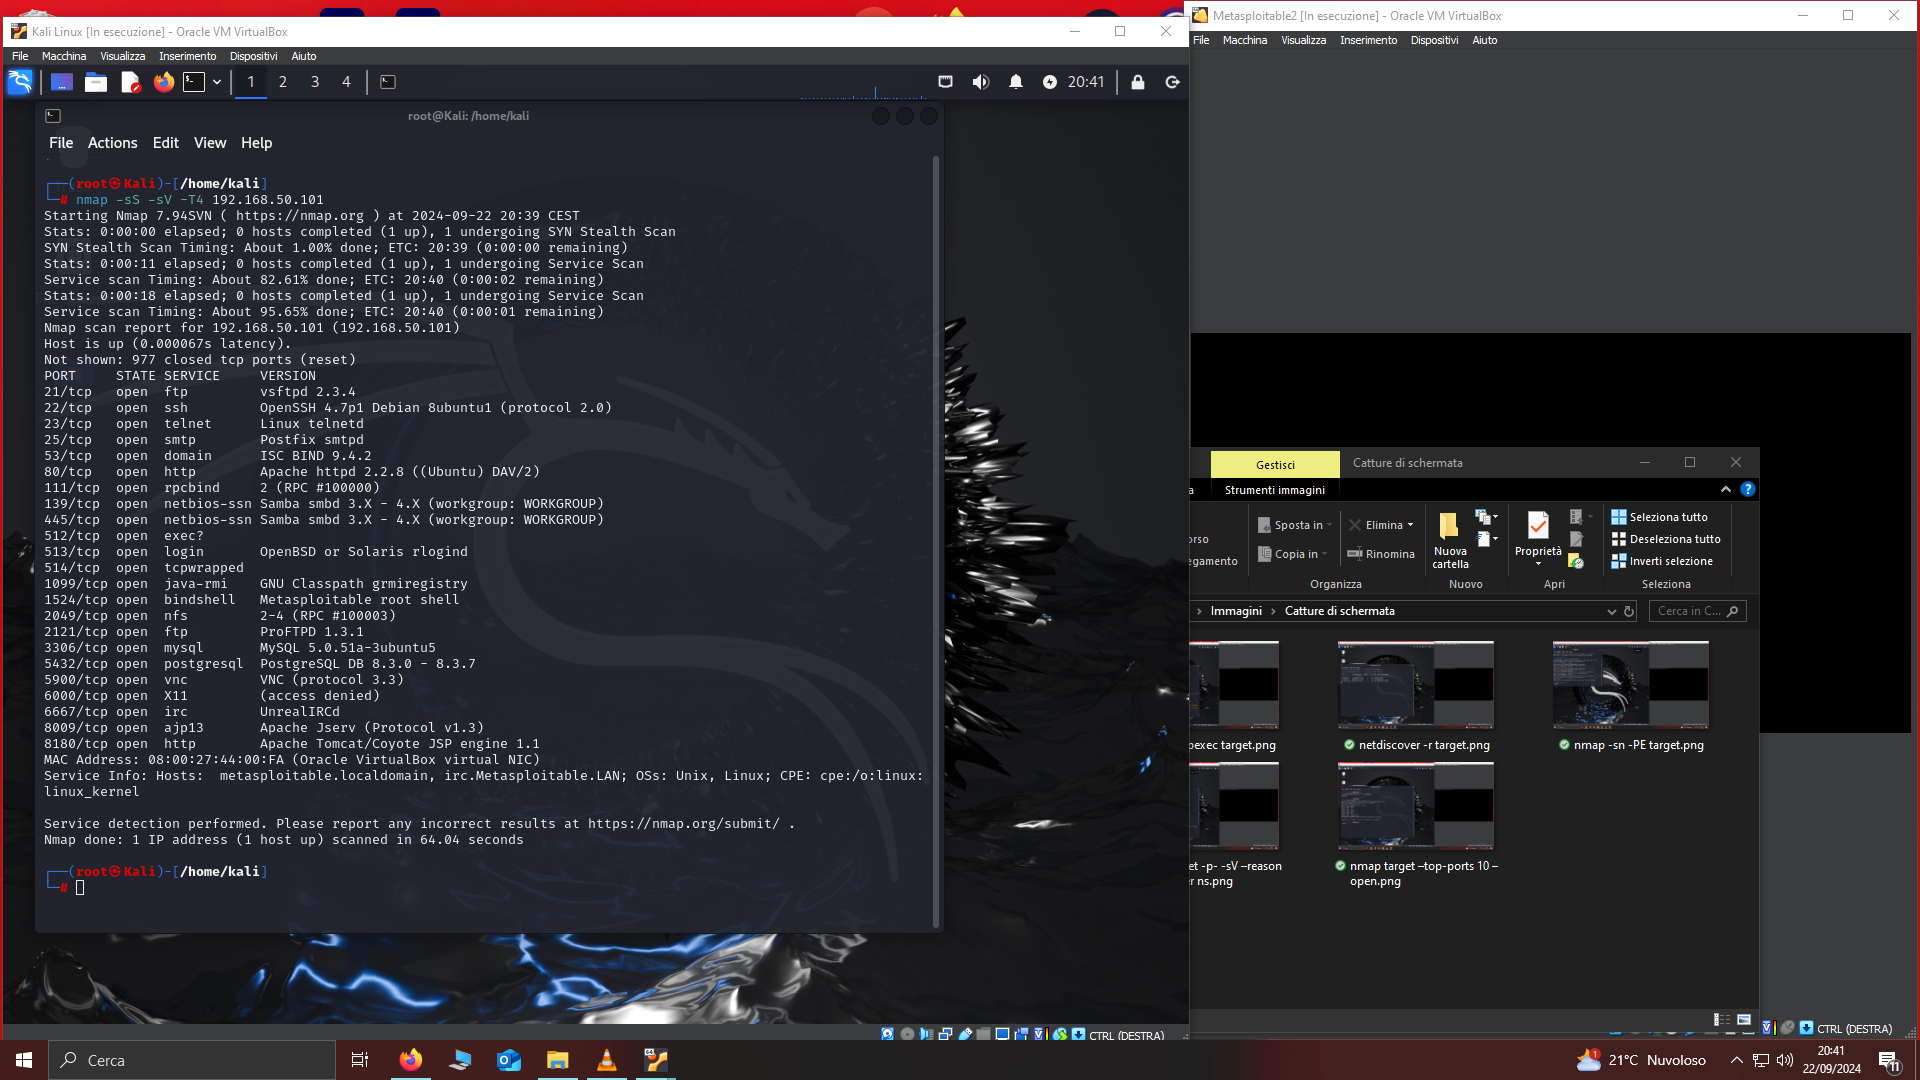 Kali Linux [In esecuzione] - Oracle VM VirtualBox
File Macchina Visualizza Inserimento Dispositivi Aiuto
1 2 3 4
20:41
root@Kali: /home/kali
File Actions Edit View Help
┌──(root㉿Kali)-[/home/kali]
└─# nmap -sS -sV -T4 192.168.50.101
Starting Nmap 7.94SVN ( https://nmap.org ) at 2024-09-22 20:39 CEST
Stats: 0:00:00 elapsed; 0 hosts completed (1 up), 1 undergoing SYN Stealth Scan
SYN Stealth Scan Timing: About 1.00% done; ETC: 20:39 (0:00:00 remaining)
Stats: 0:00:11 elapsed; 0 hosts completed (1 up), 1 undergoing Service Scan
Service scan Timing: About 82.61% done; ETC: 20:40 (0:00:02 remaining)
Stats: 0:00:18 elapsed; 0 hosts completed (1 up), 1 undergoing Service Scan
Service scan Timing: About 95.65% done; ETC: 20:40 (0:00:01 remaining)
Nmap scan report for 192.168.50.101 (192.168.50.101)
Host is up (0.000067s latency).
Not shown: 977 closed tcp ports (reset)
PORT STATE SERVICE VERSION
21/tcp open ftp vsftpd 2.3.4
22/tcp open ssh OpenSSH 4.7p1 Debian 8ubuntu1 (protocol 2.0)
23/tcp open telnet Linux telnetd
25/tcp open smtp Postfix smtpd
53/tcp open domain ISC BIND 9.4.2
80/tcp open http Apache httpd 2.2.8 ((Ubuntu) DAV/2)
111/tcp open rpcbind 2 (RPC #100000)
139/tcp open netbios-ssn Samba smbd 3.X - 4.X (workgroup: WORKGROUP)
445/tcp open netbios-ssn Samba smbd 3.X - 4.X (workgroup: WORKGROUP)
512/tcp open exec?
513/tcp open login OpenBSD or Solaris rlogind
514/tcp open tcpwrapped
1099/tcp open java-rmi GNU Classpath grmiregistry
1524/tcp open bindshell Metasploitable root shell
2049/tcp open nfs 2-4 (RPC #100003)
2121/tcp open ftp ProFTPD 1.3.1
3306/tcp open mysql MySQL 5.0.51a-3ubuntu5
5432/tcp open postgresql PostgreSQL DB 8.3.0 - 8.3.7
5900/tcp open vnc VNC (protocol 3.3)
6000/tcp open X11 (access denied)
6667/tcp open irc UnrealIRCd
8009/tcp open ajp13 Apache Jserv (Protocol v1.3)
8180/tcp open http Apache Tomcat/Coyote JSP engine 1.1
MAC Address: 08:00:27:44:00:FA (Oracle VirtualBox virtual NIC)
Service Info: Hosts:  metasploitable.localdomain, irc.Metasploitable.LAN; OSs: Unix, Linux; CPE: cpe:/o:linux:
linux_kernel
Service detection performed. Please report any incorrect results at https://nmap.org/submit/ .
Nmap done: 1 IP address (1 host up) scanned in 64.04 seconds
┌──(root㉿Kali)-[/home/kali]
└─#
CTRL (DESTRA)
Metasploitable2 [In esecuzione] - Oracle VM VirtualBox
File Macchina Visualizza Inserimento Dispositivi Aiuto
Gestisci Catture di schermata
a Strumenti immagini
orso
egamento
Sposta in Elimina
Copia in Rinomina
Nuova
cartella
Proprietà
Seleziona tutto
Deseleziona tutto
Inverti selezione
Organizza Nuovo Apri Seleziona
Immagini > Catture di schermata
Cerca in C...
pexec target.png
netdiscover -r target.png
nmap -sn -PE target.png
et -p- -sV –reason
er ns.png
nmap target –top-ports 10 –
open.png
CTRL (DESTRA)
Cerca
1
21°C Nuvoloso
20:41
22/09/2024
11